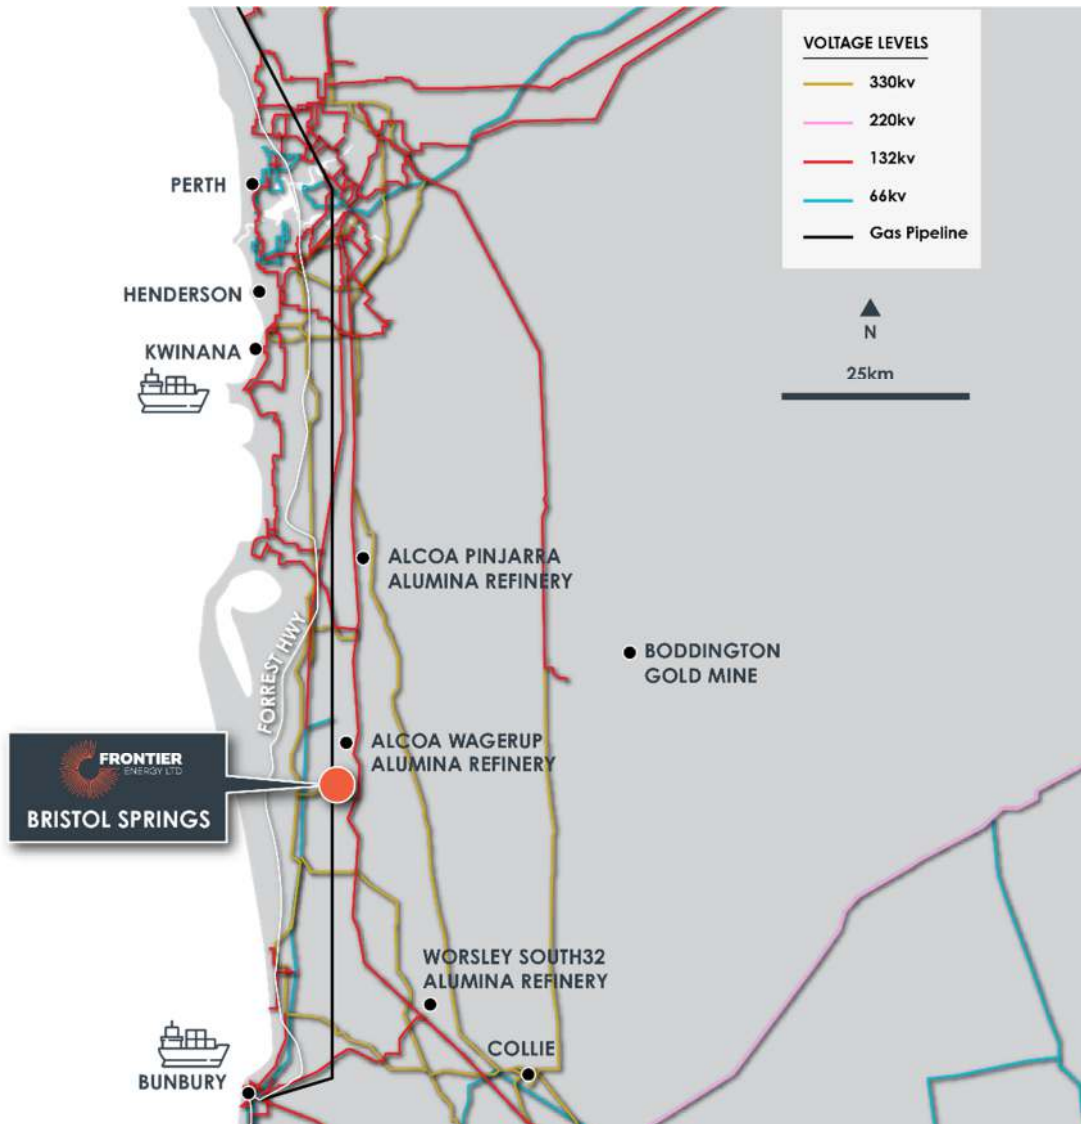 VOLTAGE LEVELS
330kv
220kv
132kv
66kv
Gas Pipeline
N
25km
PERTH
HENDERSON
KWINANA
ALCOA PINJARRA
ALUMINA REFINERY
FORREST HWY
BODDINGTON
GOLD MINE
ALCOA WAGERUP
ALUMINA REFINERY
FRONTIER
ENERGY LTD
BRISTOL SPRINGS
WORSLEY SOUTH32
ALUMINA REFINERY
COLLIE
BUNBURY